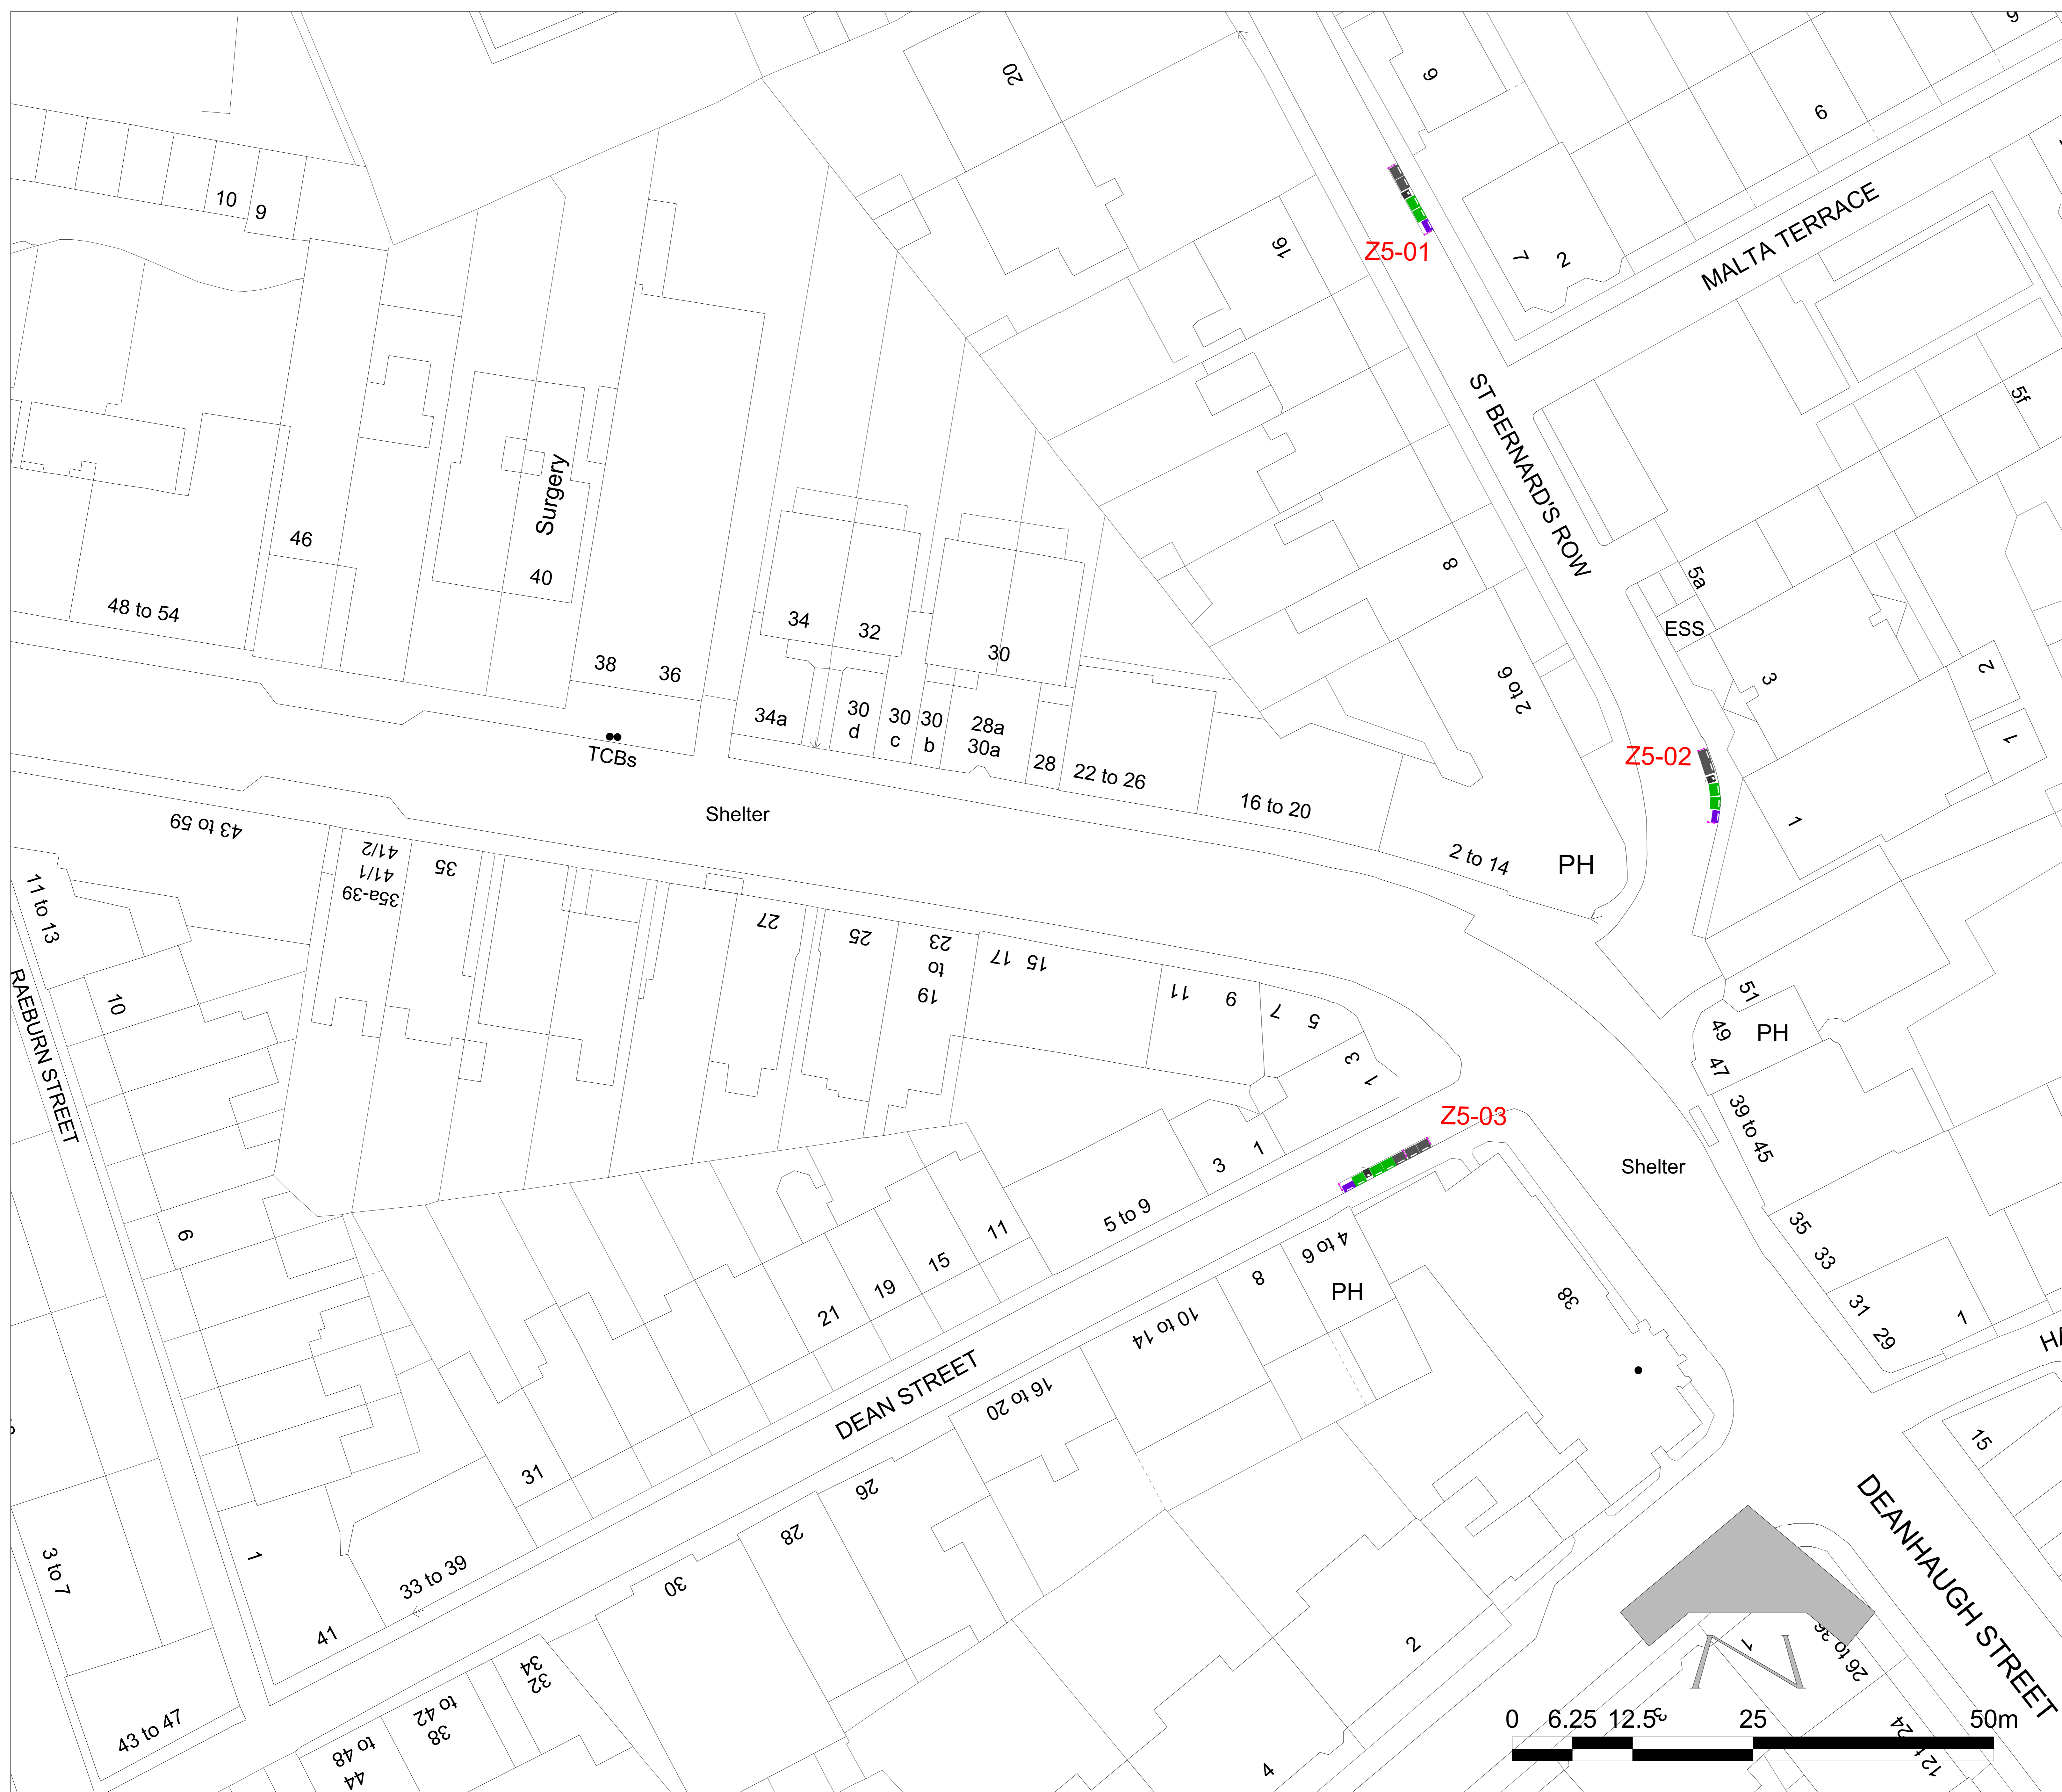 20
9
6
10
9
16
Z5-01
7
2
MALTA TERRACE
ST BERNARD'S ROW
5f
Surgery
46
40
48 to 54
8
5a
ESS
34
32
30
38
36
3
2
1
2 to 6
34a
30
d
30
c
30
b
28a
30a
28
22 to 26
16 to 20
TCBs
Z5-02
Shelter
43 to 59
41/2
41/1
35a-39
35
2 to 14
PH
1
11 to 13
27
25
23
to
19
17
15
11
9
7
5
3
1
51
49
PH
47
10
RAEBURN STREET
39 to 45
Z5-03
Shelter
3
1
5 to 9
6
11
15
19
21
4 to 6
PH
8
10 to 14
38
35
33
31
29
1
HA
DEAN STREET
16 to 20
15
31
26
28
DEANHAUGH STREET
1
3 to 7
33 to 39
30
41
2
1
26 to 36
34
32
38
to 42
43 to 47
44
to 48
4
0
6.25
12.5
25
50m
3
24
12 to
N